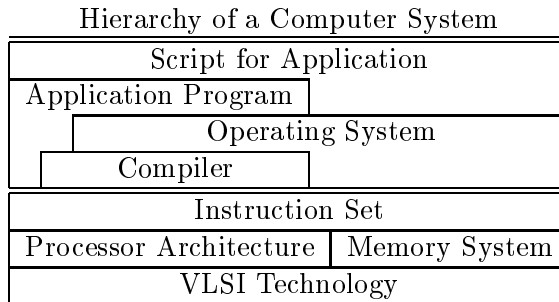 Hierarchy of a Computer System
Script for Application
Application Program
Operating System
Compiler
Instruction Set
Processor Architecture Memory System
VLSI Technology